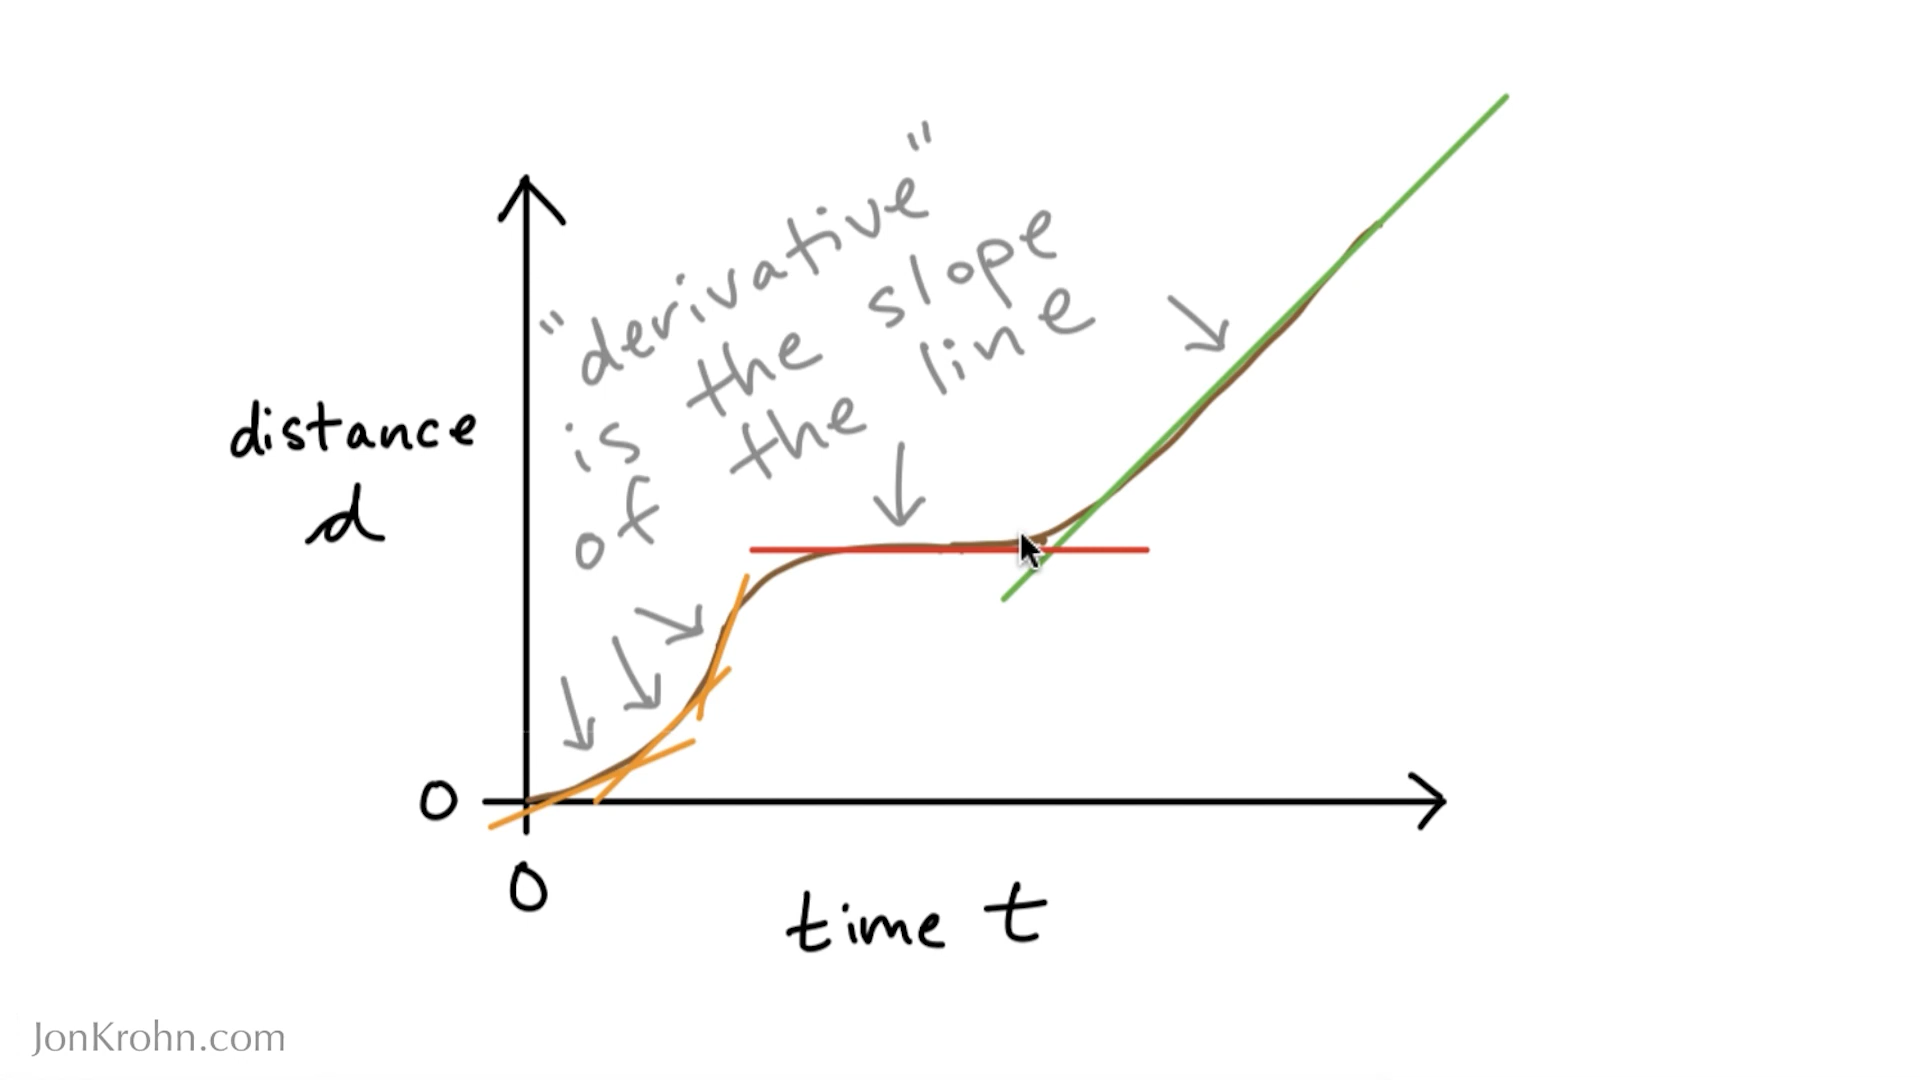 "derivative"
is the slope
of the line
distance
d
0
0
time t
JonKrohn.com